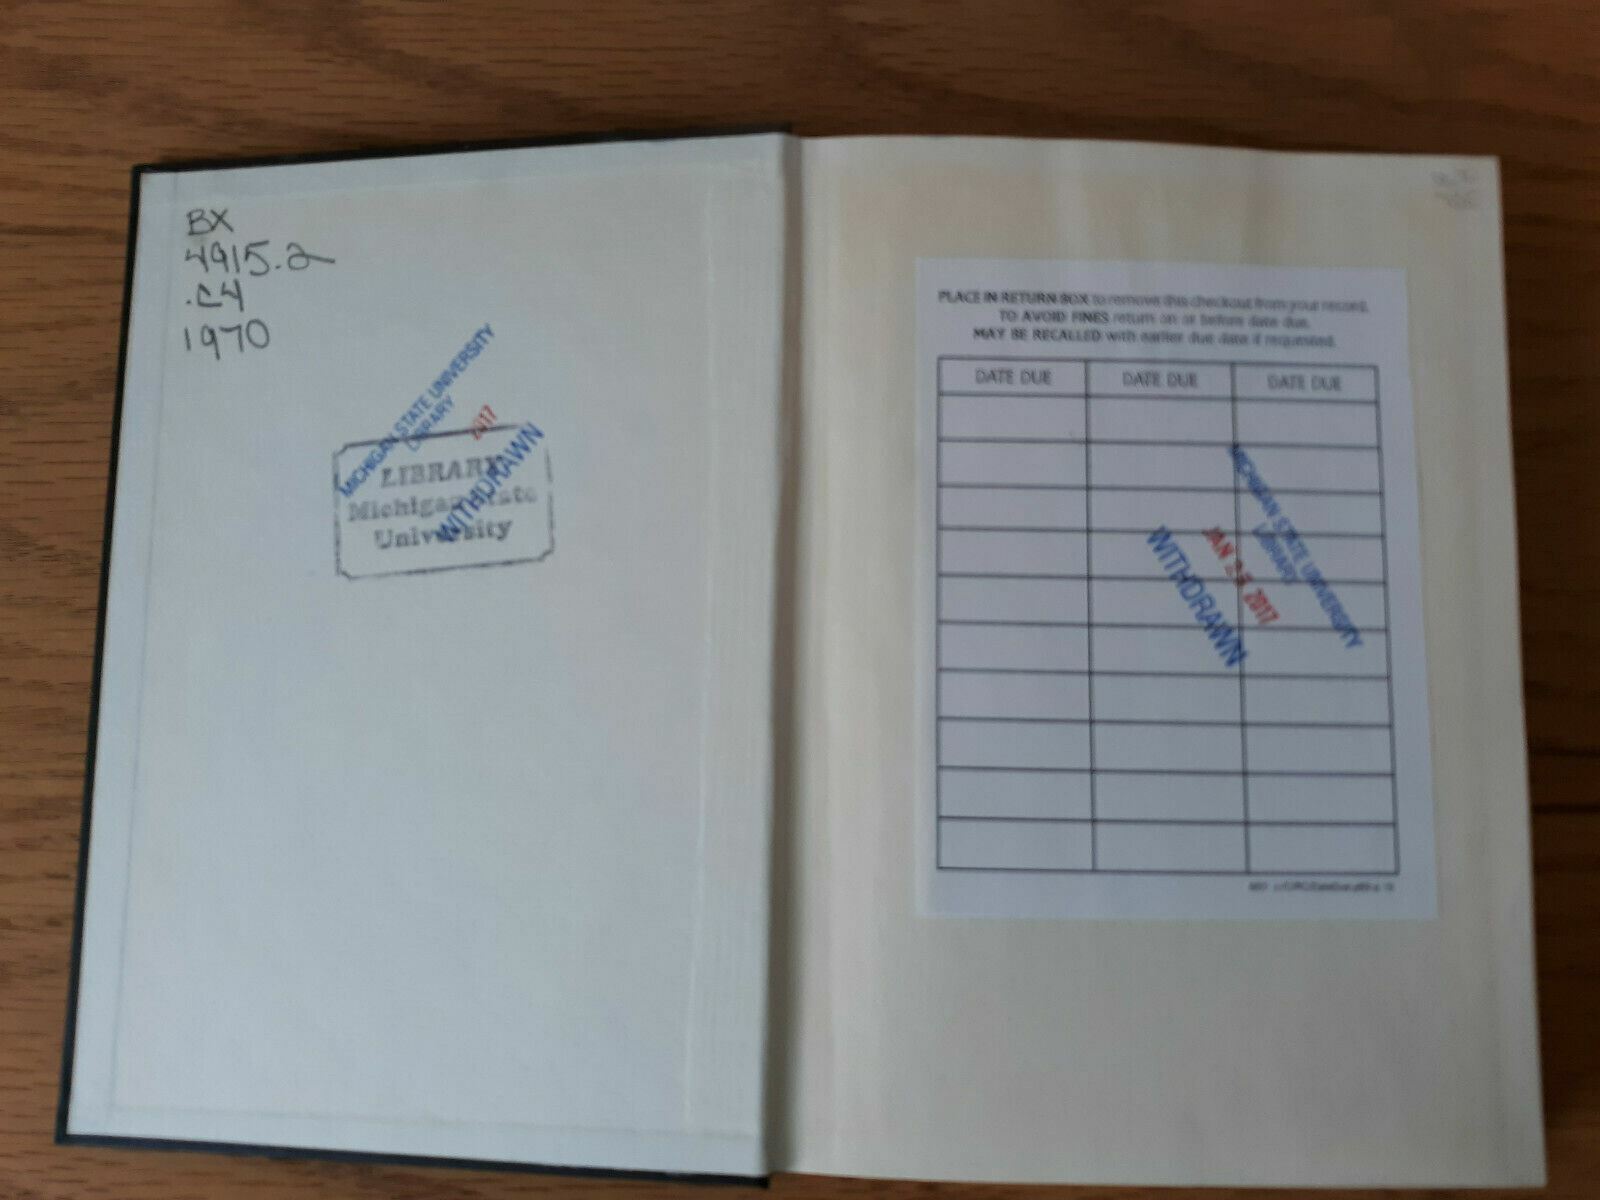 BX
4915.2
.C4
1970
MICHIGAN STATE UNIVERSITY
LIBRARY
2017
WITHDRAWN
LIBRARY
Michigan State
University
PLACE IN RETURN BOX to remove this checkout from your record.
TO AVOID FINES return on or before date due.
MAY BE RECALLED with earlier due date if requested.
DATE DUE DATE DUE DATE DUE
MICHIGAN STATE UNIVERSITY
LIBRARY
JAN 2 2017
WITHDRAWN